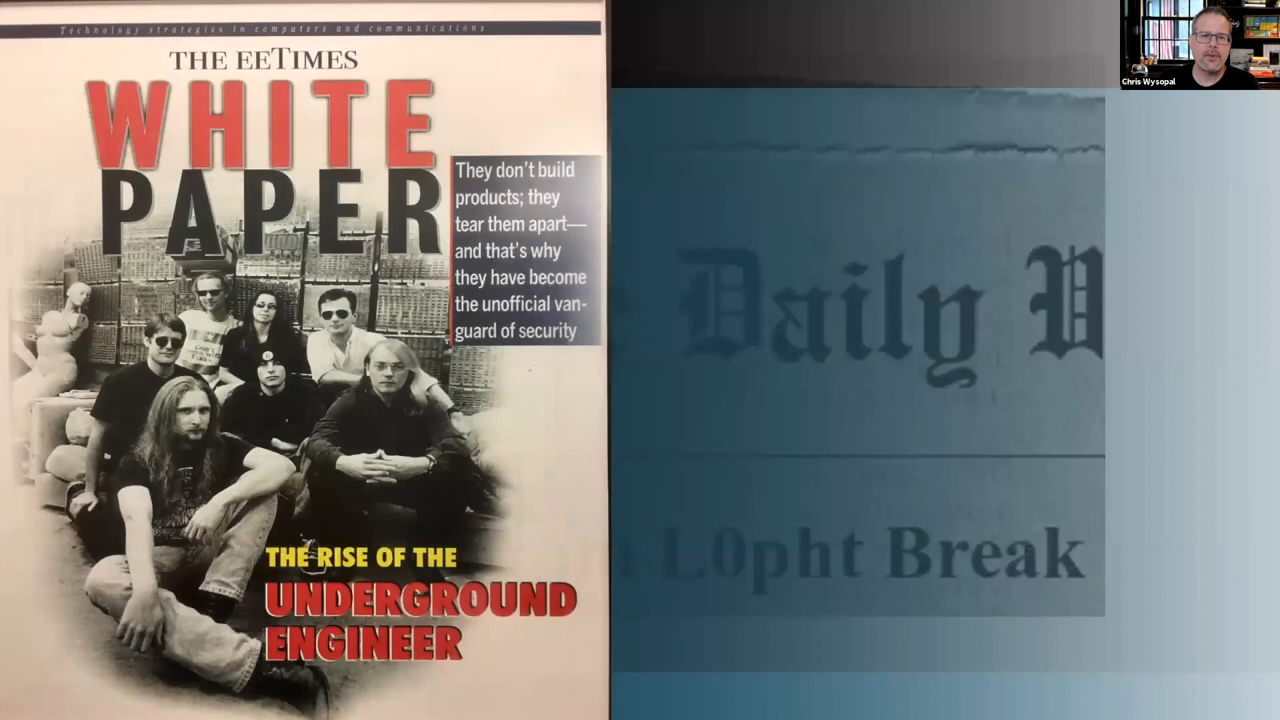 Technology strategies in computers and communications
THE EETIMES
WHITE
PAPER
They don't build
products; they
tear them apart—
and that's why
they have become
the unofficial van-
guard of security
THE RISE OF THE
UNDERGROUND
ENGINEER
Daily
L0pht Break
Chris Wysopal